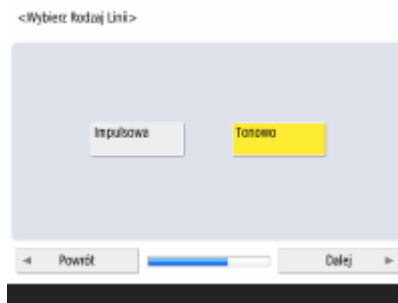 <Wybierz Rodzaj Linii>
Impulsowa
Tonowa
Powrót
Dalej